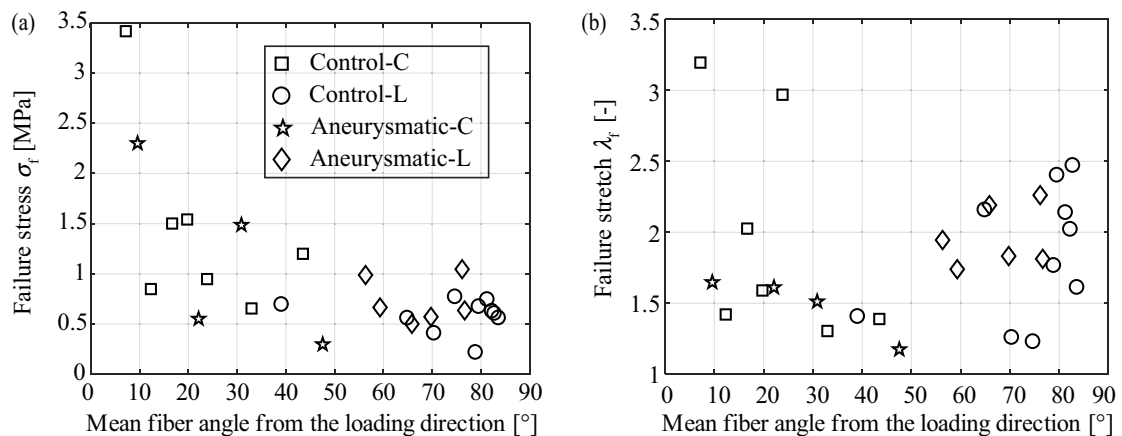 (a)
3.5
3
2.5
2
1.5
1
0.5
0
Failure stress σf [MPa]
Control-C
Control-L
Aneurysmatic-C
Aneurysmatic-L
0 10 20 30 40 50 60 70 80 90
Mean fiber angle from the loading direction [°]
(b)
3.5
3
2.5
2
1.5
1
Failure stretch λf [-]
0 10 20 30 40 50 60 70 80 90
Mean fiber angle from the loading direction [°]